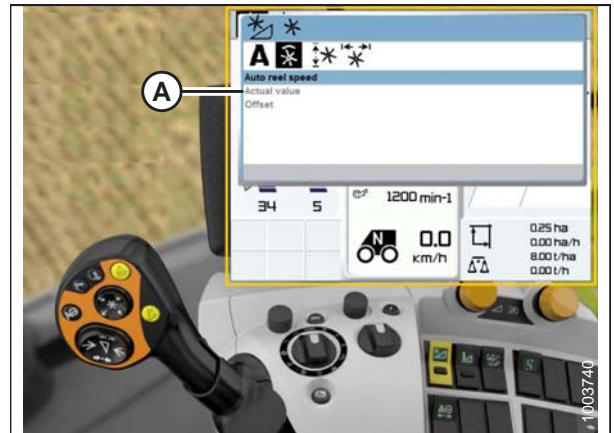 A
Auto reel speed
Actual value
Offset
A
34
5
1200 min-1
N
0.0
км/h
0.25 ha
0.00 ha/h
8.00 t/ha
0.00 t/h
1003740